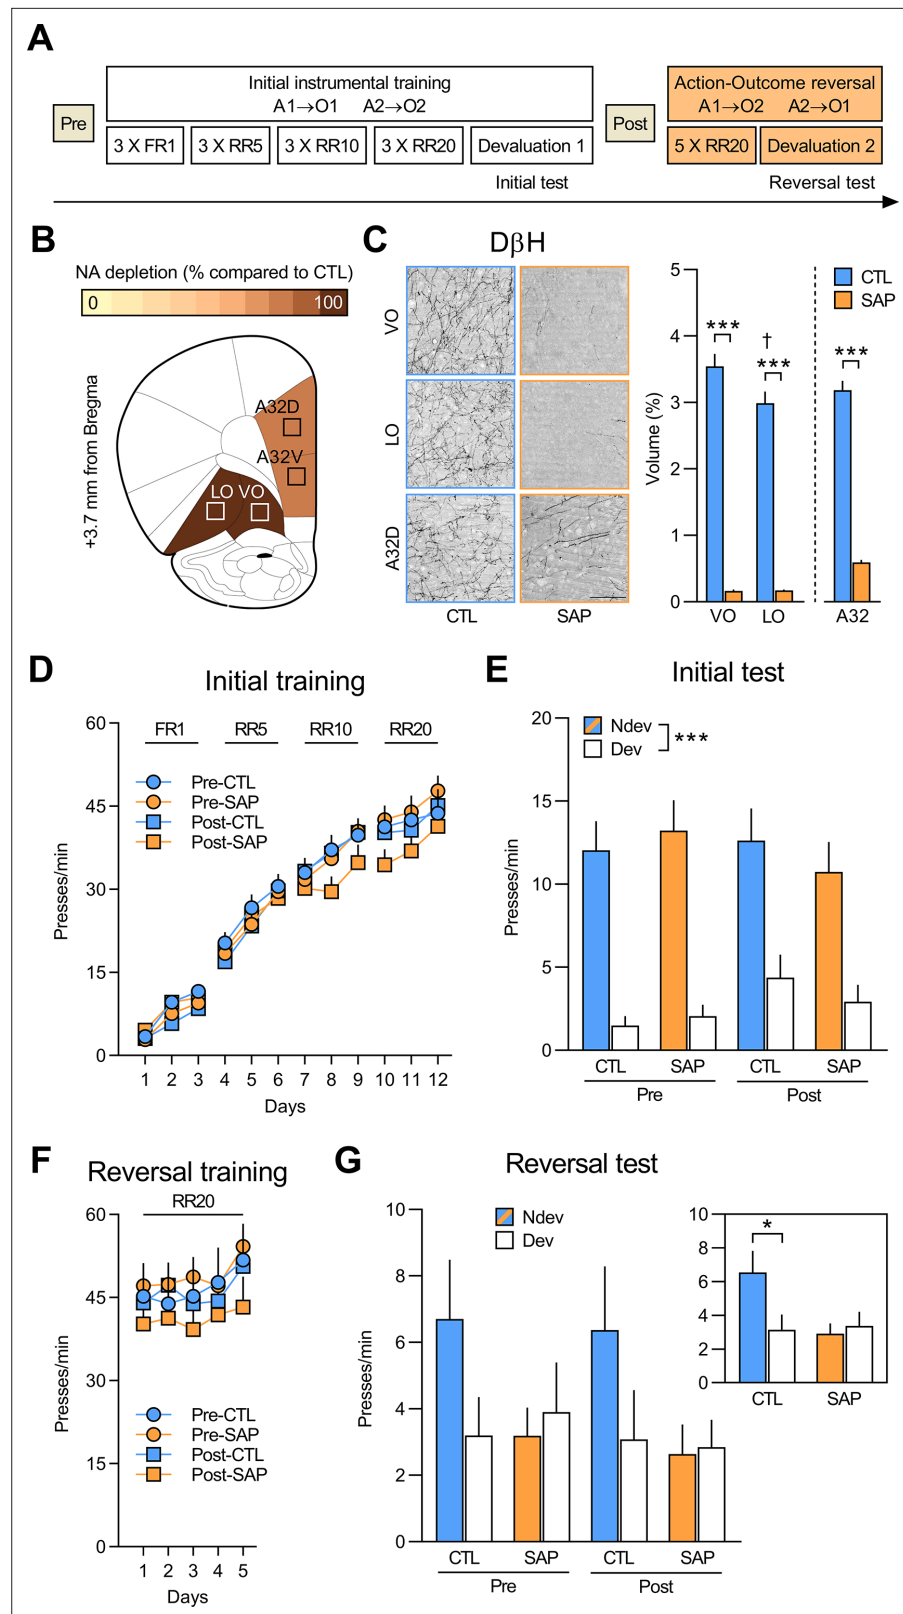 A
Pre
Initial instrumental training
A1→O1 A2→O2
3 X FR1
3 X RR5
3 X RR10
3 X RR20
Devaluation 1
Post
Action-Outcome reversal
A1→O2 A2→O1
5 X RR20
Devaluation 2
Initial test
Reversal test
B
NA depletion (% compared to CTL)
0 100
+3.7 mm from Bregma
A32D
A32V
LO VO
C
DβH
VO
LO
A32D
CTL SAP
Volume (%)
5
4
3
2
1
0
CTL
SAP
***
†
***
***
VO LO A32
D
Initial training
Presses/min
60
45
30
15
0
FR1 RR5 RR10 RR20
Pre-CTL
Pre-SAP
Post-CTL
Post-SAP
1 2 3 4 5 6 7 8 9 10 11 12
Days
E
Initial test
Presses/min
20
15
10
5
0
Ndev
Dev
***
CTL SAP CTL SAP
Pre Post
F
Reversal training
RR20
Presses/min
60
45
30
15
0
Pre-CTL
Pre-SAP
Post-CTL
Post-SAP
1 2 3 4 5
Days
G
Reversal test
Presses/min
10
8
6
4
2
0
Ndev
Dev
CTL SAP CTL SAP
Pre Post
10
8
6
4
2
0
*
CTL SAP